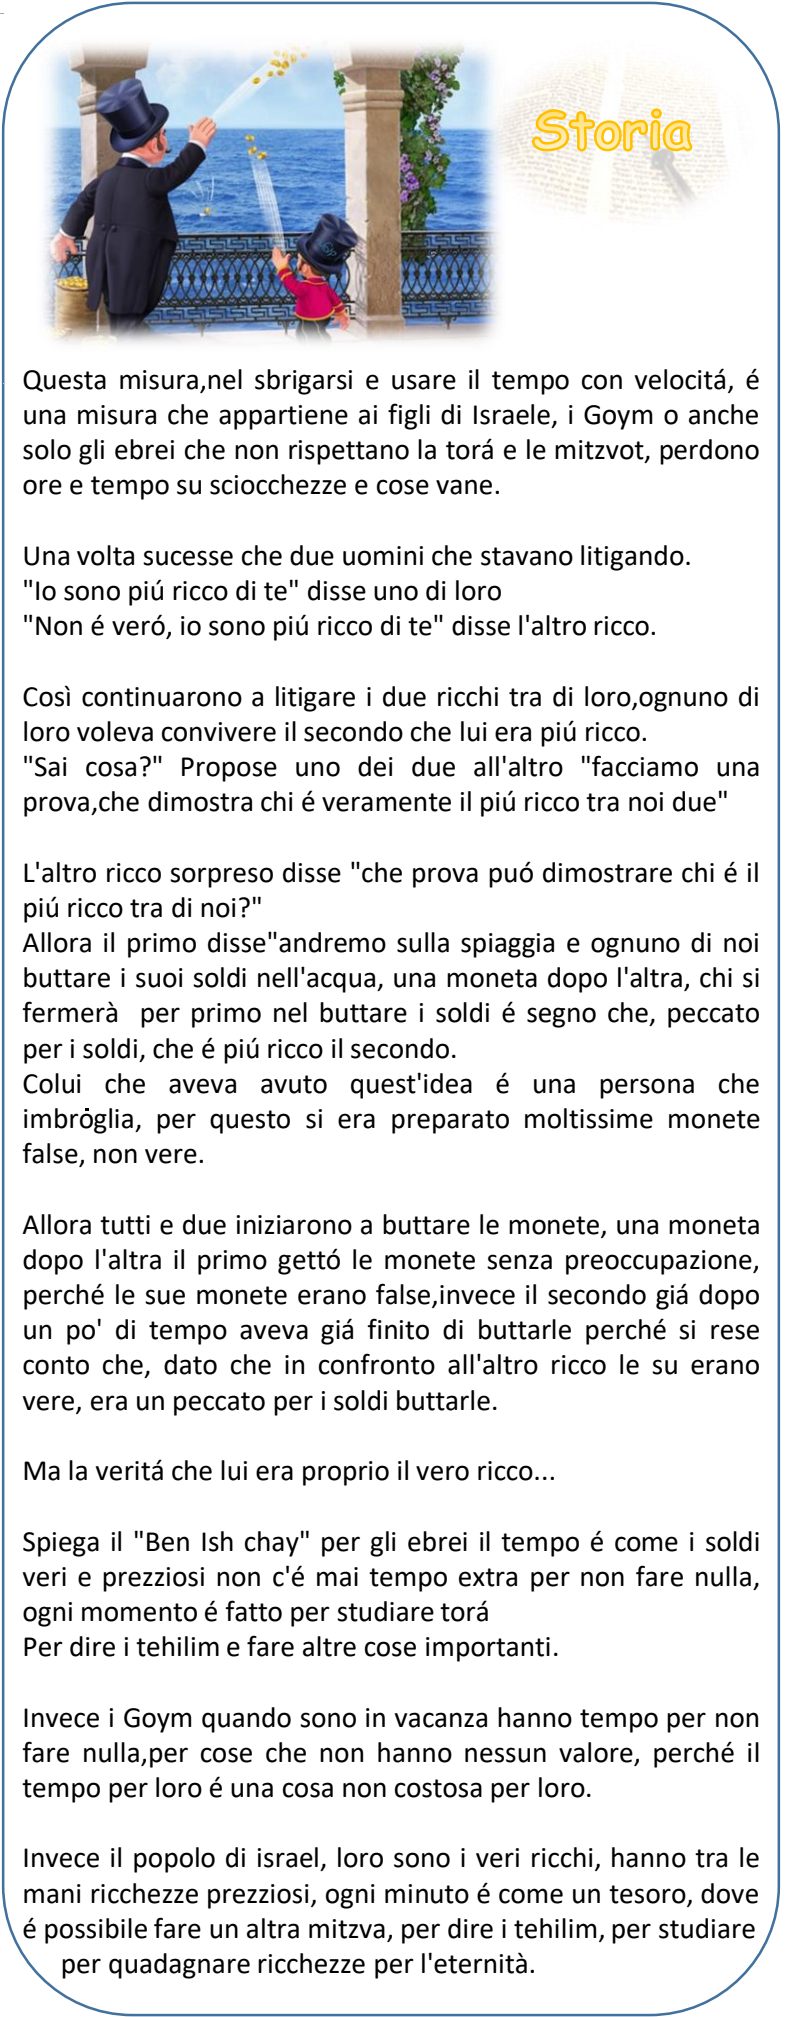 Storia
Questa misura,nel sbrigarsi e usare il tempo con velocitá, é
una misura che appartiene ai figli di Israele, i Goym o anche
solo gli ebrei che non rispettano la torá e le mitzvot, perdono
ore e tempo su sciocchezze e cose vane.
Una volta sucesse che due uomini che stavano litigando.
"Io sono piú ricco di te" disse uno di loro
"Non é veró, io sono piú ricco di te" disse l'altro ricco.
Così continuarono a litigare i due ricchi tra di loro,ognuno di
loro voleva convivere il secondo che lui era piú ricco.
"Sai cosa?" Propose uno dei due all'altro "facciamo una
prova,che dimostra chi é veramente il piú ricco tra noi due"
L'altro ricco sorpreso disse "che prova puó dimostrare chi é il
piú ricco tra di noi?"
Allora il primo disse"andremo sulla spiaggia e ognuno di noi
buttare i suoi soldi nell'acqua, una moneta dopo l'altra, chi si
fermerà  per primo nel buttare i soldi é segno che, peccato
per i soldi, che é piú ricco il secondo.
Colui che aveva avuto quest'idea é una persona che
imbroglia, per questo si era preparato moltissime monete
false, non vere.
Allora tutti e due iniziarono a buttare le monete, una moneta
dopo l'altra il primo gettó le monete senza preoccupazione,
perché le sue monete erano false,invece il secondo giá dopo
un po' di tempo aveva giá finito di buttarle perché si rese
conto che, dato che in confronto all'altro ricco le su erano
vere, era un peccato per i soldi buttarle.
Ma la veritá che lui era proprio il vero ricco...
Spiega il "Ben Ish chay" per gli ebrei il tempo é come i soldi
veri e prezziosi non c'é mai tempo extra per non fare nulla,
ogni momento é fatto per studiare torá
Per dire i tehilim e fare altre cose importanti.
Invece i Goym quando sono in vacanza hanno tempo per non
fare nulla,per cose che non hanno nessun valore, perché il
tempo per loro é una cosa non costosa per loro.
Invece il popolo di israel, loro sono i veri ricchi, hanno tra le
mani ricchezze prezziosi, ogni minuto é come un tesoro, dove
é possibile fare un altra mitzva, per dire i tehilim, per studiare
per quadagnare ricchezze per l'eternità.